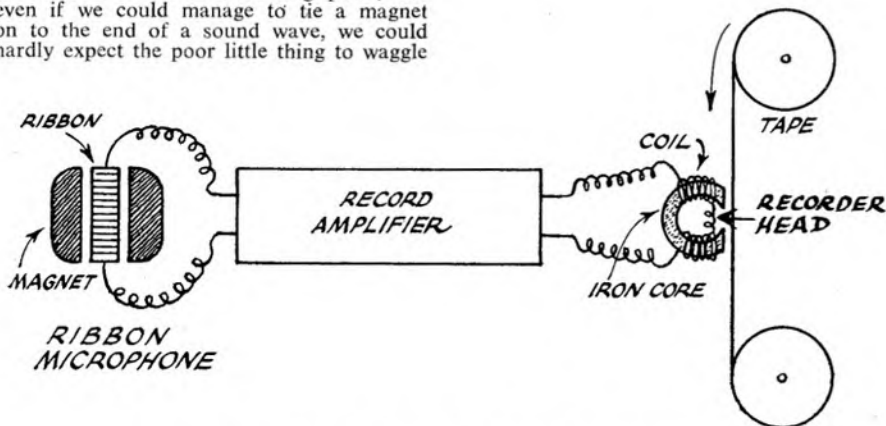 even if we could manage to tie a magnet
on to the end of a sound wave, we could
hardly expect the poor little thing to waggle
RIBBON
MAGNET
RIBBON
MICROPHONE
RECORD
AMPLIFIER
COIL
IRON CORE
TAPE
RECORDER
HEAD